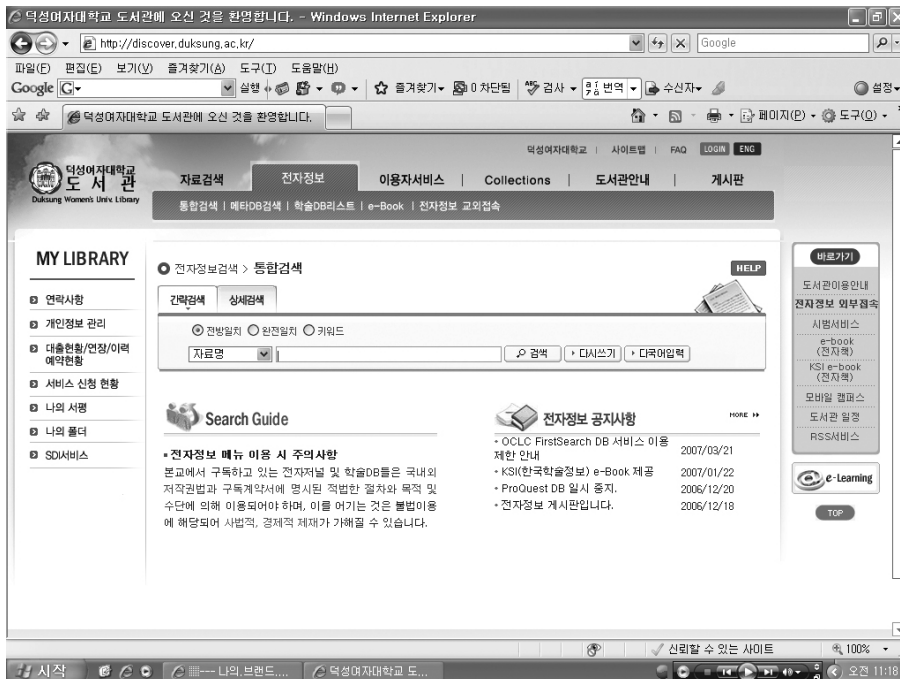 덕성여자대학교 도서관에 오신 것을 환영합니다. - Windows Internet Explorer
http://discover.duksung.ac.kr/
Google
파일(F) 편집(E) 보기(V) 즐겨찾기(A) 도구(T) 도움말(H)
Google G 실행 즐겨찾기 0 차단됨 검사 번역 수신자 설정
덕성여자대학교 도서관에 오신 것을 환영합니다. 페이지(P) 도구(O)
덕성여자대학교 | 사이트맵 | FAQ LOGIN ENG
덕성여자대학교
도서관
Duksung Women's Univ. Library
자료검색 전자정보 이용자서비스 | Collections | 도서관안내 | 게시판
통합검색 | 메타DB검색 | 학술DB리스트 | e-Book | 전자정보 교외접속
MY LIBRARY
연락사항
개인정보 관리
대출현황/연장/이력
예약현황
서비스 신청 현황
나의 서평
나의 폴더
SDI서비스
전자정보검색 > 통합검색
HELP
간략검색 상세검색
전방일치 완전일치 키워드
자료명 검색 다시쓰기 다국어입력
Search Guide
▪전자정보 메뉴 이용 시 주의사항
본교에서 구독하고 있는 전자저널 및 학술DB들은 국내외
저작권법과 구독계약서에 명시된 적법한 절차와 목적 및
수단에 의해 이용되어야 하며, 이를 어기는 것은 불법이용
에 해당되어 사법적, 경제적 제재가 가해질 수 있습니다.
전자정보 공지사항 MORE
OCLC FirstSearch DB 서비스 이용
제한 안내 2007/03/21
KSI(한국학술정보) e-Book 제공 2007/01/22
ProQuest DB 일시 중지. 2006/12/20
전자정보 게시판입니다. 2006/12/18
바로가기
도서관이용안내
전자정보 외부접속
시범서비스
e-book
(전자책)
KSI e-book
(전자책)
모바일 캠퍼스
도서관 일정
RSS서비스
e-Learning
TOP
신뢰할 수 있는 사이트 100%
시작 나의.브랜드.... 덕성여자대학교 도... 오전 11:18